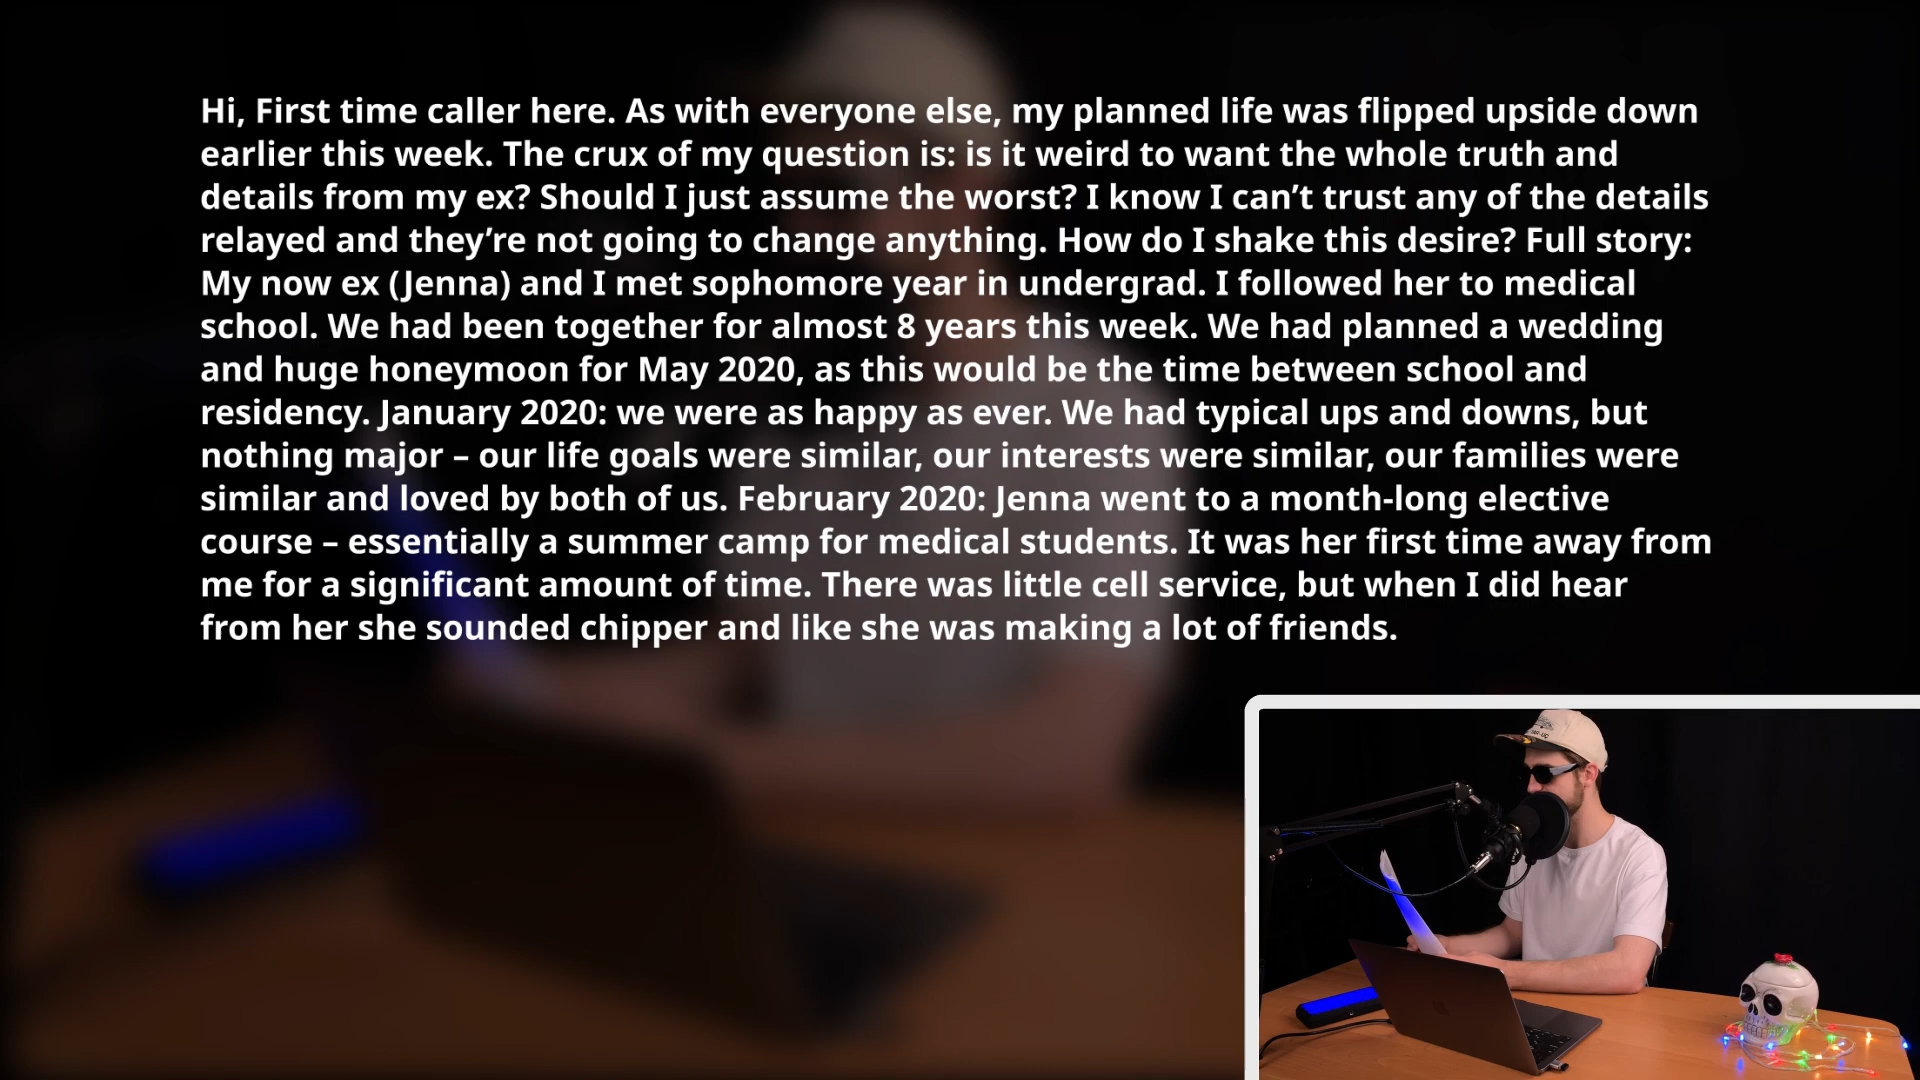 Hi, First time caller here. As with everyone else, my planned life was flipped upside down
earlier this week. The crux of my question is: is it weird to want the whole truth and
details from my ex? Should I just assume the worst? I know I can’t trust any of the details
relayed and they’re not going to change anything. How do I shake this desire? Full story:
My now ex (Jenna) and I met sophomore year in undergrad. I followed her to medical
school. We had been together for almost 8 years this week. We had planned a wedding
and huge honeymoon for May 2020, as this would be the time between school and
residency. January 2020: we were as happy as ever. We had typical ups and downs, but
nothing major – our life goals were similar, our interests were similar, our families were
similar and loved by both of us. February 2020: Jenna went to a month-long elective
course – essentially a summer camp for medical students. It was her first time away from
me for a significant amount of time. There was little cell service, but when I did hear
from her she sounded chipper and like she was making a lot of friends.